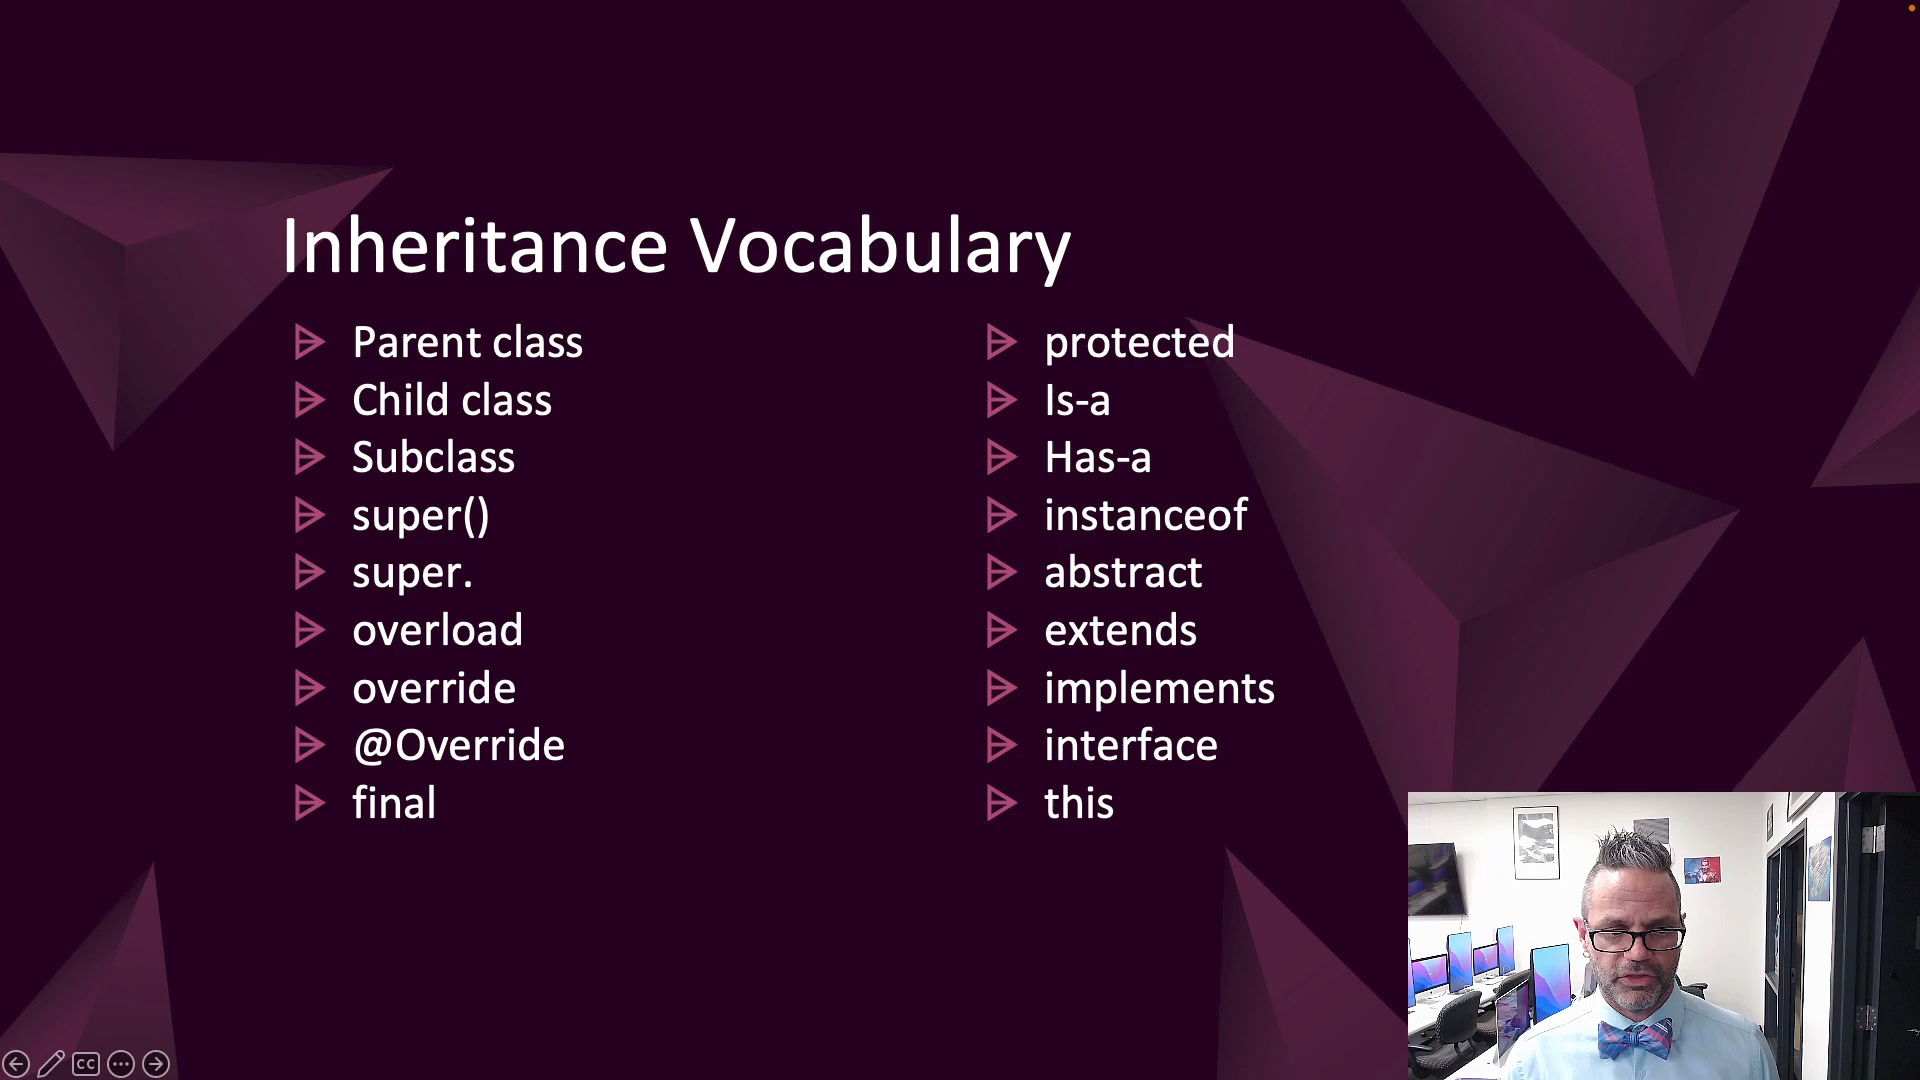 Inheritance Vocabulary
Parent class
Child class
Subclass
super()
super.
overload
override
@Override
final
protected
Is-a
Has-a
instanceof
abstract
extends
implements
interface
this
CC